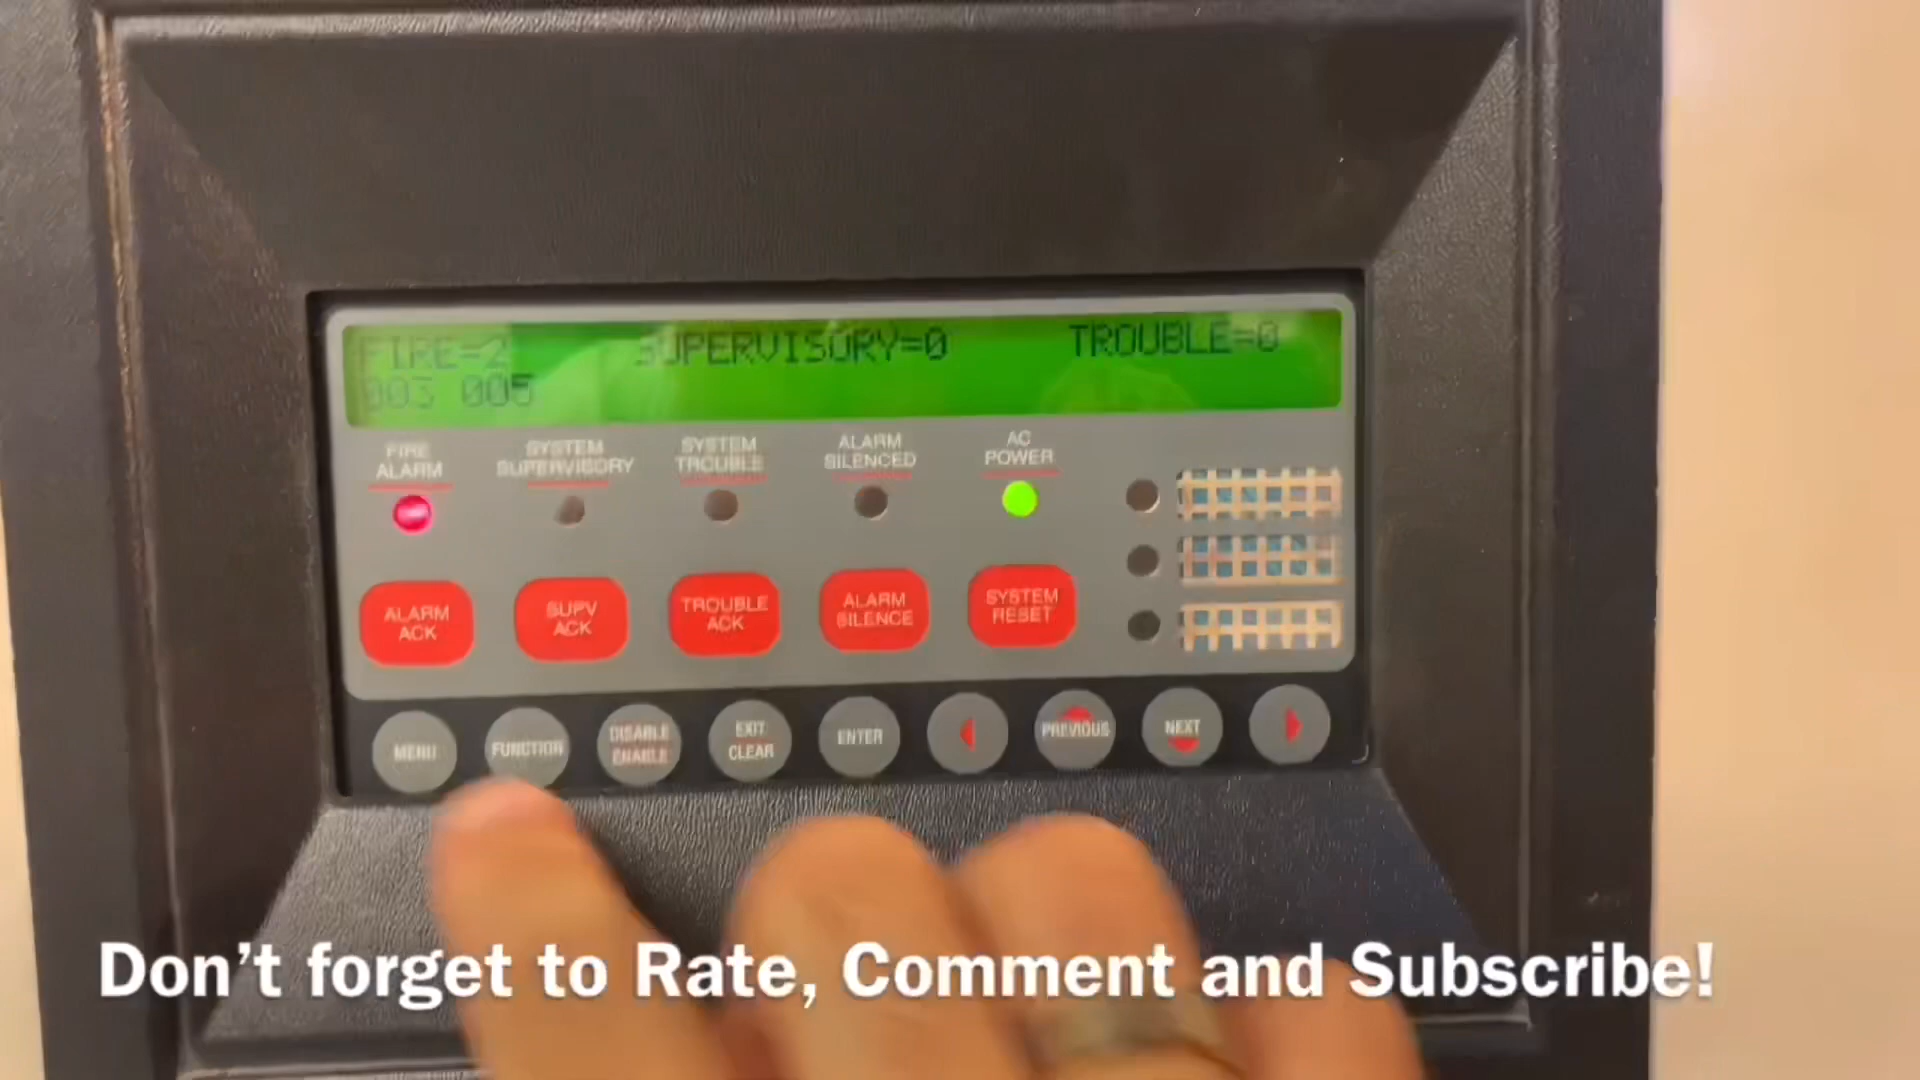 FIRE=2 SUPERVISORY=0 TROUBLE=0
003 005
FIRE ALARM
SYSTEM SUPERVISORY
SYSTEM TROUBLE
ALARM SILENCED
AC POWER
ALARM ACK
SUPV ACK
TROUBLE ACK
ALARM SILENCE
SYSTEM RESET
MENU
FUNCTION
DISABLE ENABLE
EXIT CLEAR
ENTER
PREVIOUS
NEXT
Don't forget to Rate, Comment and Subscribe!